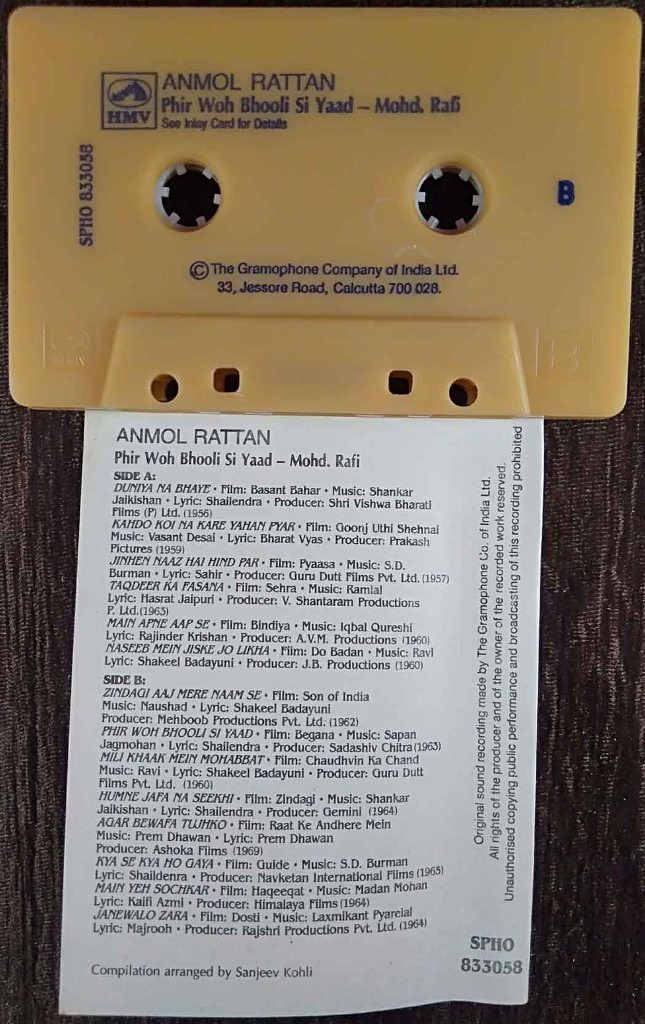 HMV
ANMOL RATTAN
Phir Woh Bhooli Si Yaad – Mohd. Rafi
See Inlay Card for Details
SPHO 833058
B
©The Gramophone Company of India Ltd.
33, Jessore Road, Calcutta 700 028.
ANMOL RATTAN
Phir Woh Bhooli Si Yaad – Mohd. Rafi
SIDE A:
DUNIYA NA BHAYE • Film: Basant Bahar • Music: Shankar
Jaikishan • Lyric: Shailendra • Producer: Shri Vishwa Bharati
Films (P) Ltd. (1956)
KAHDO KOI NA KARE YAHAN PYAR • Film: Goonj Uthi Shehnai
Music: Vasant Desai • Lyric: Bharat Vyas • Producer: Prakash
Pictures (1959)
JINHEN NAAZ HAI HIND PAR • Film: Pyaasa • Music: S.D.
Burman • Lyric: Sahir • Producer: Guru Dutt Films Pvt. Ltd. (1957)
TAQDEER KA FASANA • Film: Sehra • Music: Ramlal
Lyric: Hasrat Jaipuri • Producer: V. Shantaram Productions
P. Ltd.(1963)
MAIN APNE AAP SE • Film: Bindiya • Music: Iqbal Qureshi
Lyric: Rajinder Krishan • Producer: A.V.M. Productions (1960)
NASEEB MEIN JISKE JO LIKHA • Film: Do Badan • Music: Ravi
Lyric: Shakeel Badayuni • Producer: J.B. Productions (1960)
SIDE B:
ZINDAGI AAJ MERE NAAM SE • Film: Son of India
Music: Naushad • Lyric: Shakeel Badayuni
Producer: Mehboob Productions Pvt. Ltd. (1962)
PHIR WOH BHOOLI SI YAAD • Film: Begana • Music: Sapan
Jagmohan • Lyric: Shailendra • Producer: Sadashiv Chitra (1963)
MILI KHAAK MEIN MOHABBAT • Film: Chaudhvin Ka Chand
Music: Ravi • Lyric: Shakeel Badayuni • Producer: Guru Dutt
Films Pvt. Ltd. (1960)
HUMNE JAFA NA SEEKHI • Film: Zindagi • Music: Shankar
Jaikishan • Lyric: Shailendra • Producer: Gemini (1964)
AGAR BEWAFA TUJHKO • Film: Raat Ke Andhere Mein
Music: Prem Dhawan • Lyric: Prem Dhawan
Producer: Ashoka Films (1969)
KYA SE KYA HO GAYA • Film: Guide • Music: S.D. Burman
Lyric: Shaildenra • Producer: Navketan International Films (1965)
MAIN YEH SOCHKAR • Film: Haqeeqat • Music: Madan Mohan
Lyric: Kaifi Azmi • Producer: Himalaya Films (1964)
JANEWALO ZARA • Film: Dosti • Music: Laxmikant Pyarelal
Lyric: Majrooh • Producer: Rajshri Productions Pvt. Ltd. (1964)
Compilation arranged by Sanjeev Kohli
Original sound recording made by The Gramophone Co. of India Ltd.
All rights of the producer and of the owner of the recorded work reserved.
Unauthorised copying public performance and broadcasting of this recording prohibited
SPHO
833058